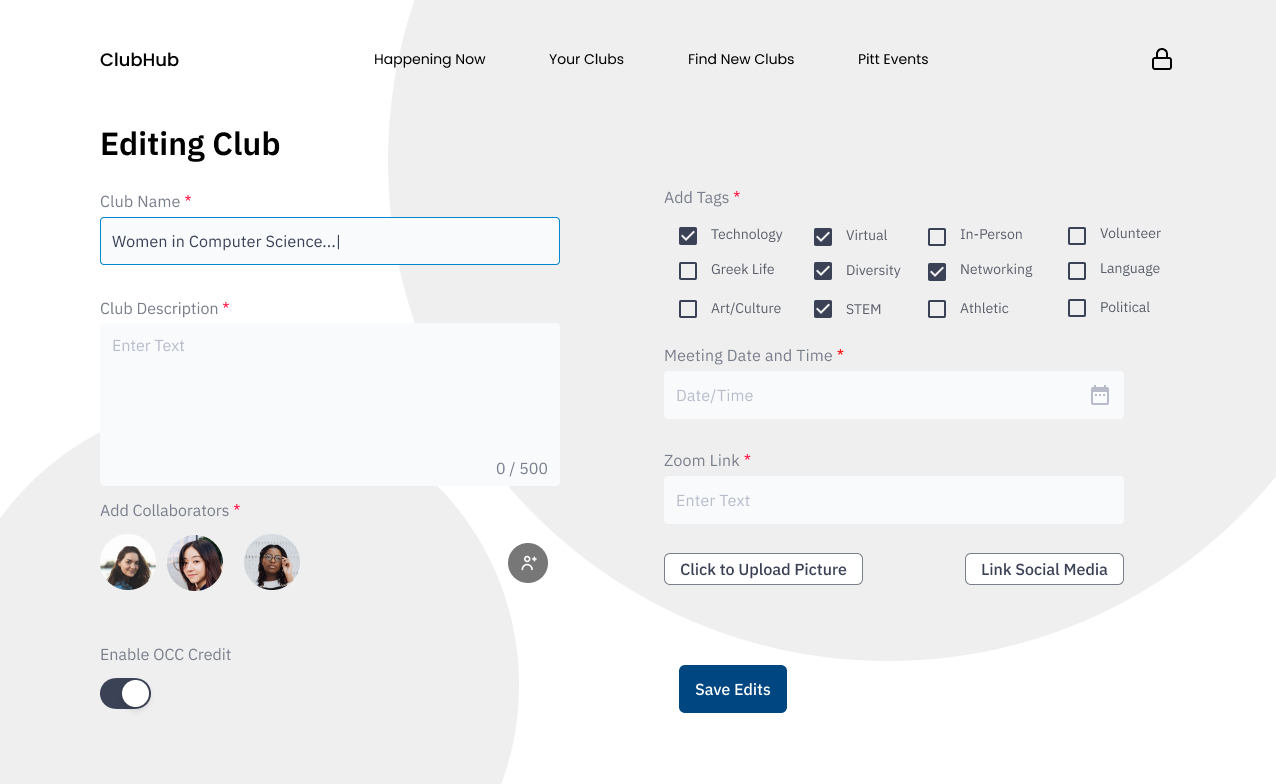 ClubHub
Happening Now
Your Clubs
Find New Clubs
Pitt Events
Editing Club
Club Name *
Women in Computer Science...|
Club Description *
Enter Text
0 / 500
Add Collaborators *
Enable OCC Credit
Add Tags *
Technology
Virtual
In-Person
Volunteer
Greek Life
Diversity
Networking
Language
Art/Culture
STEM
Athletic
Political
Meeting Date and Time *
Date/Time
Zoom Link *
Enter Text
Click to Upload Picture
Link Social Media
Save Edits